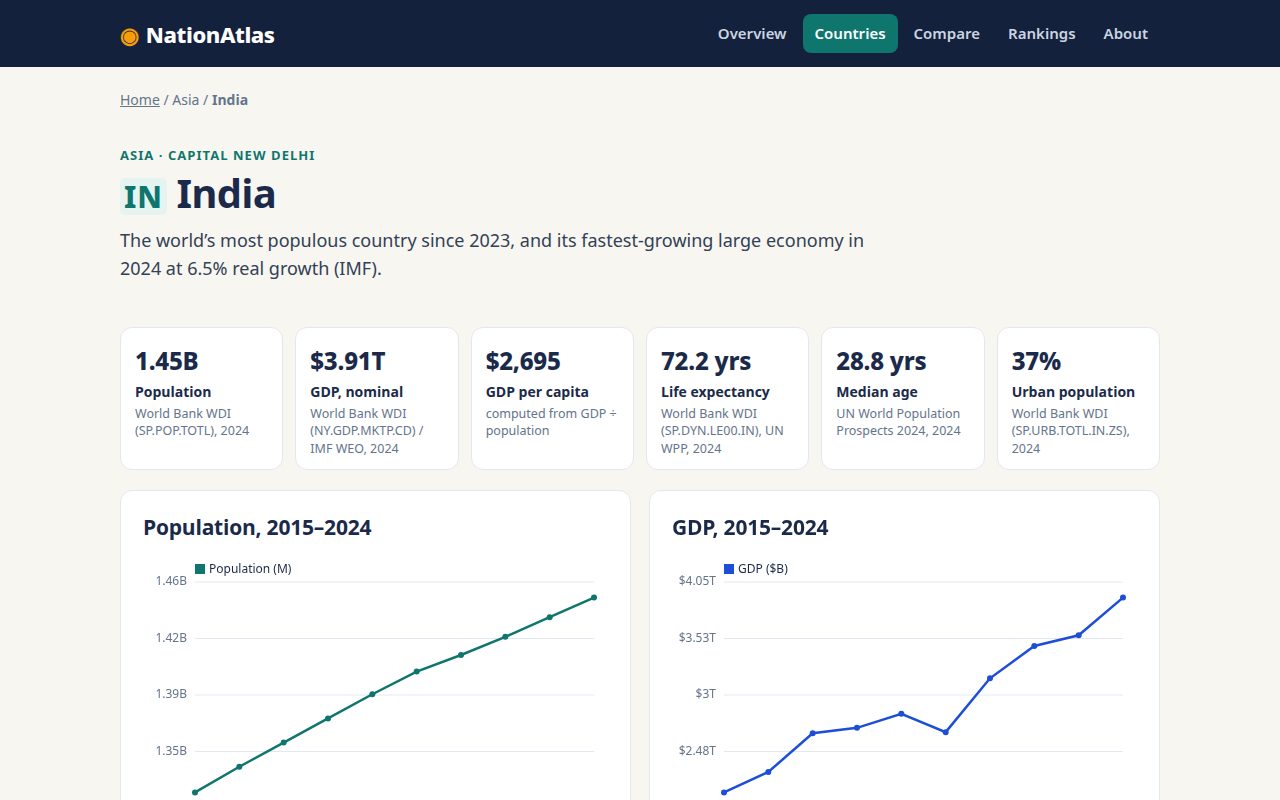 ◉ NationAtlas
Overview Countries Compare Rankings About
Home / Asia / India
ASIA · CAPITAL NEW DELHI
IN India
The world’s most populous country since 2023, and its fastest-growing large economy in
2024 at 6.5% real growth (IMF).
1.45B
Population
World Bank WDI
(SP.POP.TOTL), 2024
$3.91T
GDP, nominal
World Bank WDI
(NY.GDP.MKTP.CD) /
IMF WEO, 2024
$2,695
GDP per capita
computed from GDP ÷
population
72.2 yrs
Life expectancy
World Bank WDI
(SP.DYN.LE00.IN), UN
WPP, 2024
28.8 yrs
Median age
UN World Population
Prospects 2024, 2024
37%
Urban population
World Bank WDI
(SP.URB.TOTL.IN.ZS),
2024
Population, 2015–2024
Population (M)
1.46B
1.42B
1.39B
1.35B
GDP, 2015–2024
GDP ($B)
$4.05T
$3.53T
$3T
$2.48T